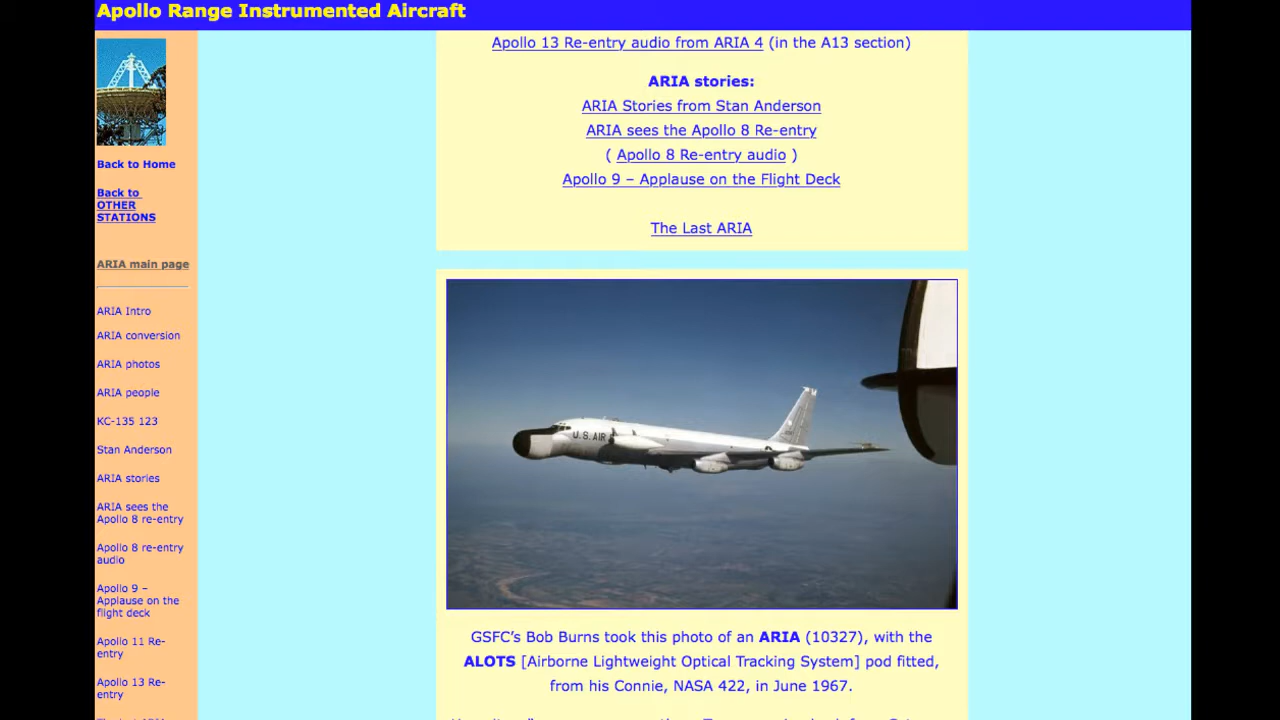 Apollo Range Instrumented Aircraft
Back to Home
Back to
OTHER
STATIONS
ARIA main page
ARIA Intro
ARIA conversion
ARIA photos
ARIA people
KC-135 123
Stan Anderson
ARIA stories
ARIA sees the
Apollo 8 re-entry
Apollo 8 re-entry
audio
Apollo 9 –
Applause on the
flight deck
Apollo 11 Re-
entry
Apollo 13 Re-
entry
Apollo 13 Re-entry audio from ARIA 4 (in the A13 section)
ARIA stories:
ARIA Stories from Stan Anderson
ARIA sees the Apollo 8 Re-entry
( Apollo 8 Re-entry audio )
Apollo 9 – Applause on the Flight Deck
The Last ARIA
U.S. AIR
GSFC’s Bob Burns took this photo of an ARIA (10327), with the
ALOTS [Airborne Lightweight Optical Tracking System] pod fitted,
from his Connie, NASA 422, in June 1967.